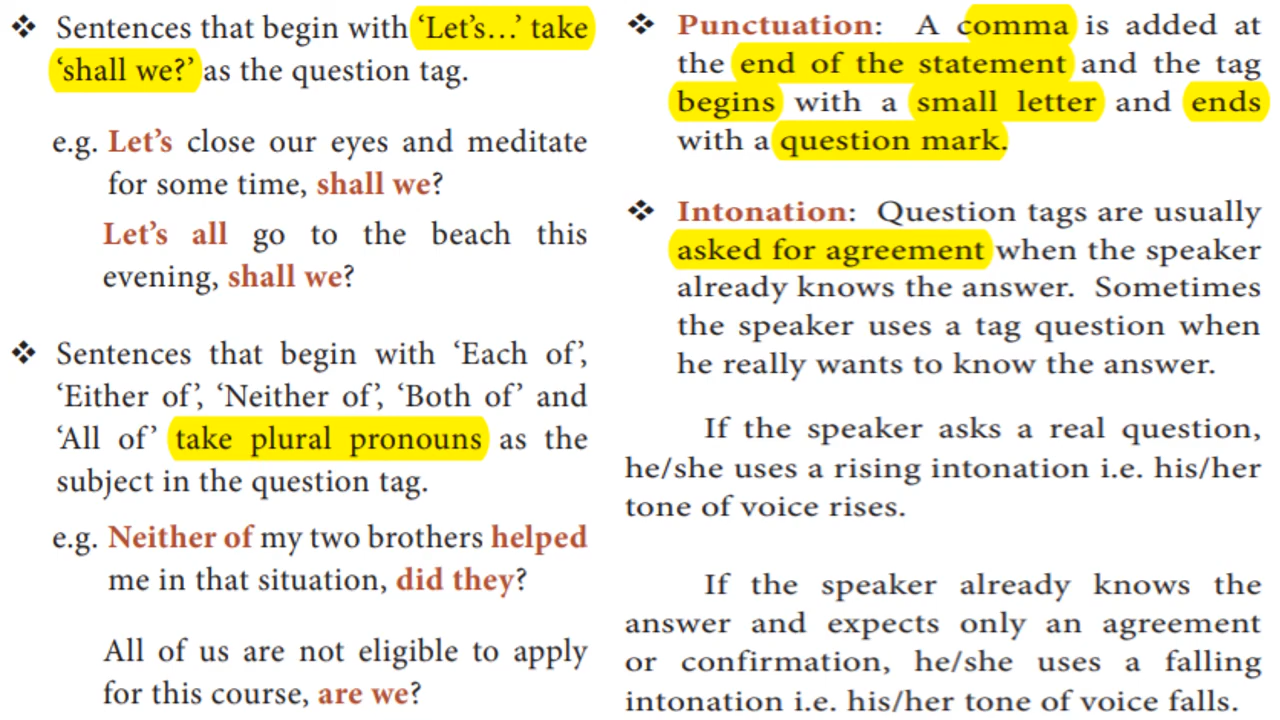 ❖ Sentences that begin with ‘Let’s…’ take
‘shall we?’ as the question tag.
e.g. Let’s close our eyes and meditate
for some time, shall we?
Let’s all go to the beach this
evening, shall we?
❖ Sentences that begin with ‘Each of’,
‘Either of’, ‘Neither of’, ‘Both of’ and
‘All of’ take plural pronouns as the
subject in the question tag.
e.g. Neither of my two brothers helped
me in that situation, did they?
All of us are not eligible to apply
for this course, are we?
❖ Punctuation: A comma is added at
the end of the statement and the tag
begins with a small letter and ends
with a question mark.
❖ Intonation: Question tags are usually
asked for agreement when the speaker
already knows the answer. Sometimes
the speaker uses a tag question when
he really wants to know the answer.
If the speaker asks a real question,
he/she uses a rising intonation i.e. his/her
tone of voice rises.
If the speaker already knows the
answer and expects only an agreement
or confirmation, he/she uses a falling
intonation i.e. his/her tone of voice falls.